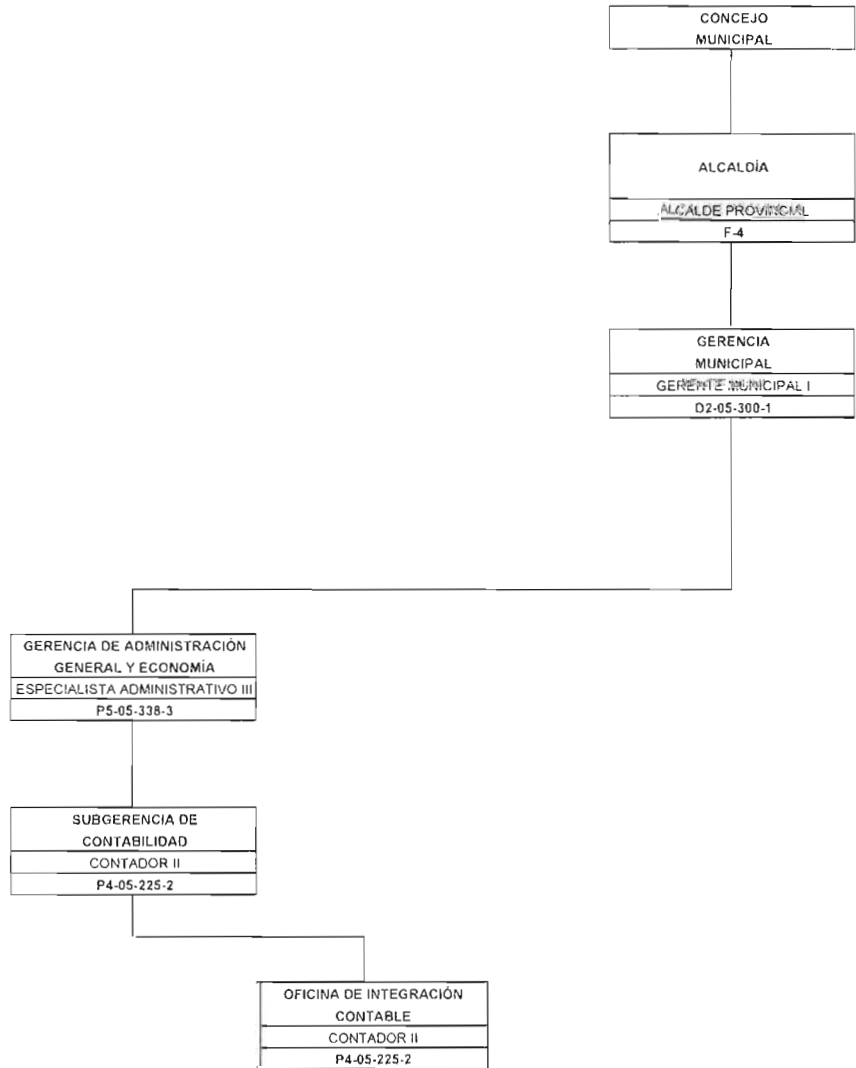 CONCEJO
MUNICIPAL
ALCALDÍA
ALCALDE PROVINCIAL
F-4
GERENCIA
MUNICIPAL
GERENTE MUNICIPAL I
D2-05-300-1
GERENCIA DE ADMINISTRACIÓN
GENERAL Y ECONOMÍA
ESPECIALISTA ADMINISTRATIVO III
P5-05-338-3
SUBGERENCIA DE
CONTABILIDAD
CONTADOR II
P4-05-225-2
OFICINA DE INTEGRACIÓN
CONTABLE
CONTADOR II
P4-05-225-2